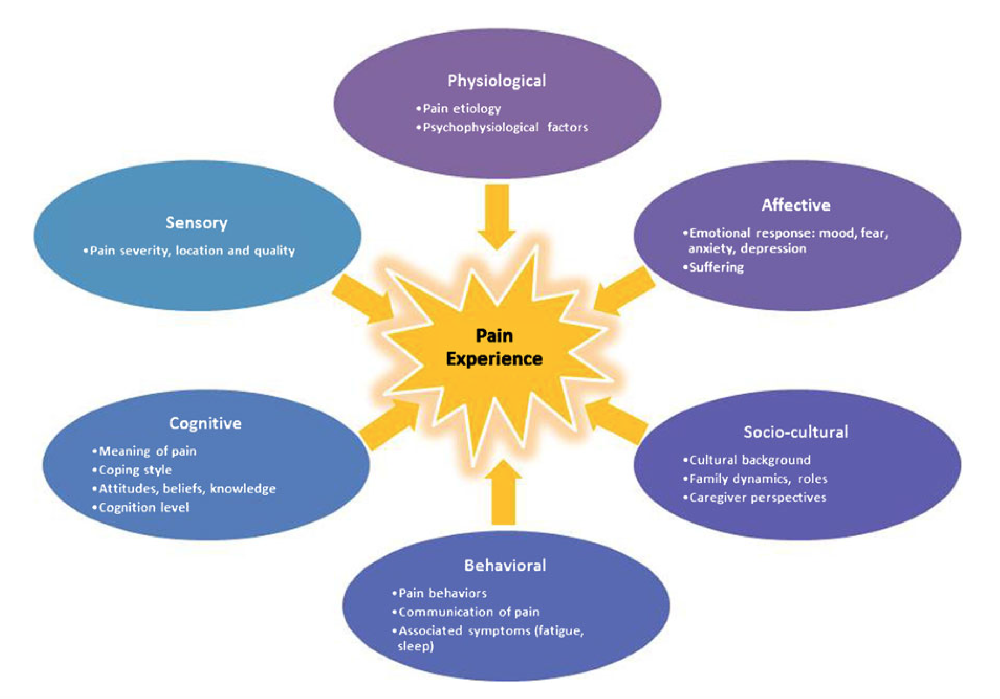 Physiological
•Pain etiology
•Psychophysiological factors
Affective
•Emotional response: mood, fear,
anxiety, depression
•Suffering
Sensory
•Pain severity, location and quality
Pain
Experience
Cognitive
•Meaning of pain
•Coping style
•Attitudes, beliefs, knowledge
•Cognition level
Socio-cultural
•Cultural background
•Family dynamics, roles
•Caregiver perspectives
Behavioral
•Pain behaviors
•Communication of pain
•Associated symptoms (fatigue,
sleep)